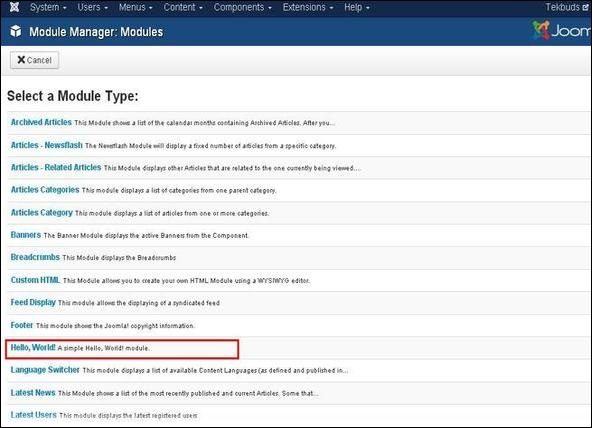 System Users Menus Content Components Extensions Help Tekbuds
Module Manager: Modules Joom
Cancel
Select a Module Type:
Archived Articles This Module shows a list of the calendar months containing Archived Articles. After you...
Articles - Newsflash The Newsflash Module will display a fixed number of articles from a specific category.
Articles - Related Articles This Module displays other Articles that are related to the one currently being viewed....
Articles Categories This module displays a list of categories from one parent category.
Articles Category This module displays a list of articles from one or more categories.
Banners The Banner Module displays the active Banners from the Component.
Breadcrumbs This Module displays the Breadcrumbs
Custom HTML This Module allows you to create your own HTML Module using a WYSIWYG editor.
Feed Display This module allows the displaying of a syndicated feed
Footer This module shows the Joomla! copyright information.
Hello, World! A simple Hello, World! module.
Language Switcher This module displays a list of available Content Languages (as defined and published in...
Latest News This Module shows a list of the most recently published and current Articles. Some that...
Latest Users This module displays the latest registered users